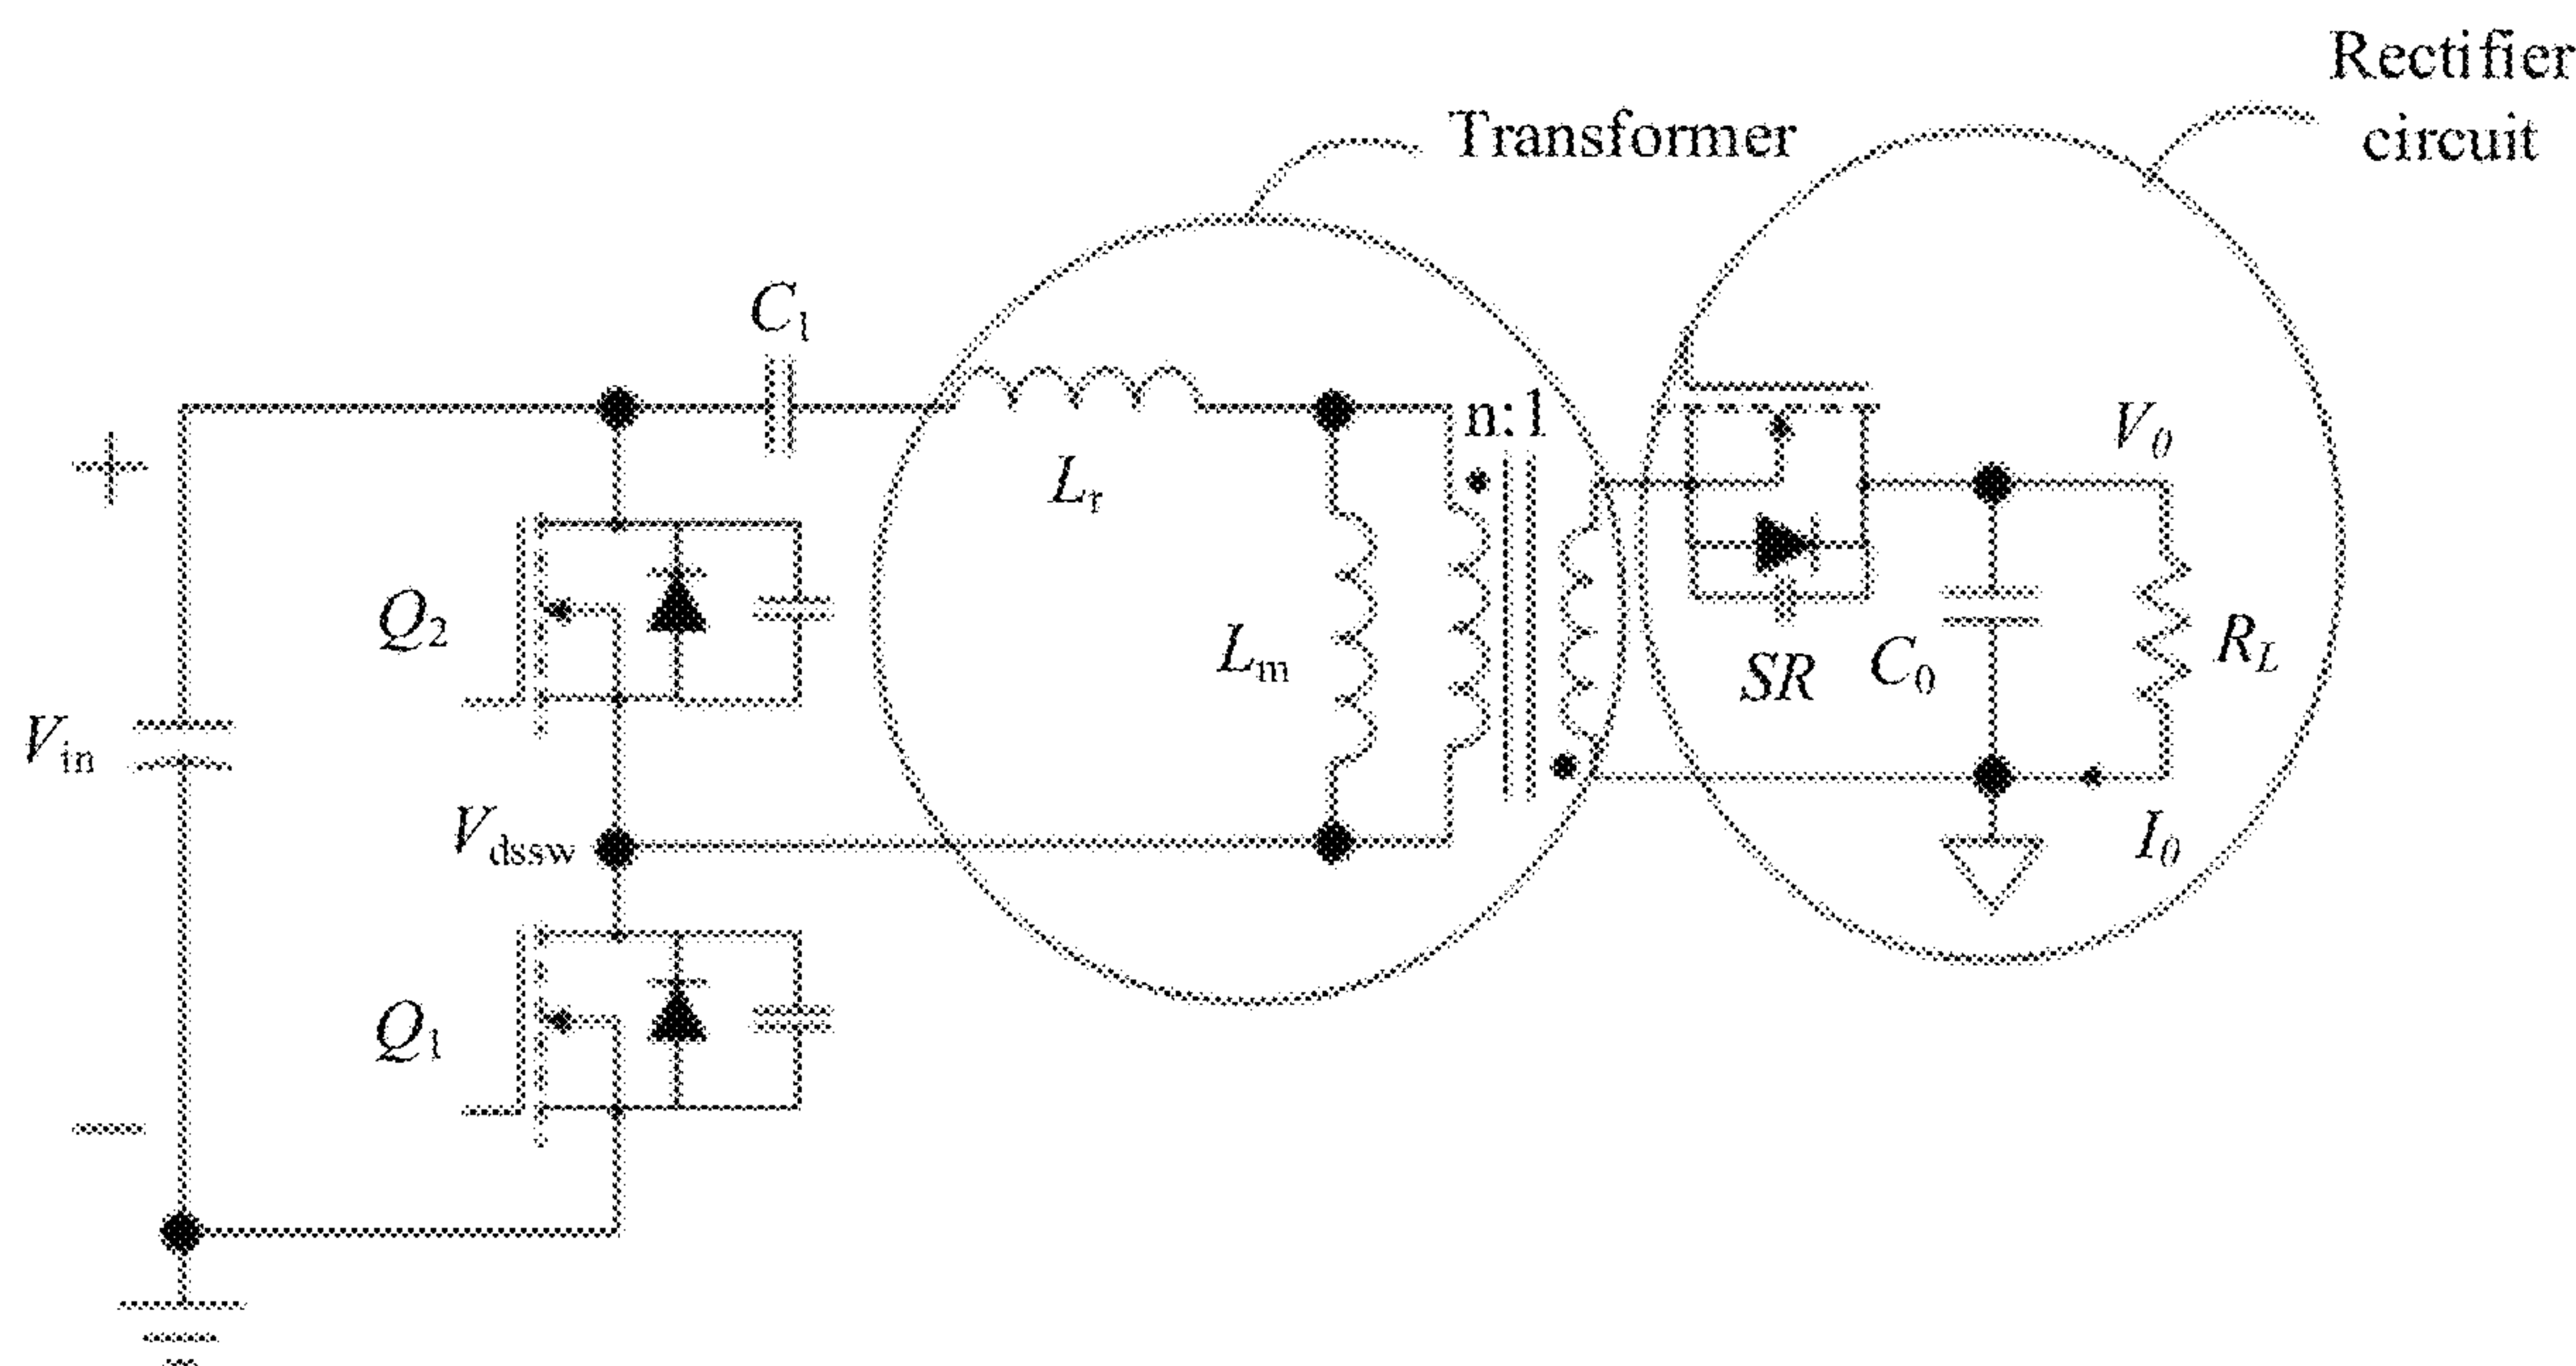 Rectifier
circuit
Transformer
C1
n:1
V0
Lr
Q2
Lm
SR
C0
RL
Vin
Vdssw
I0
Q1
+
−